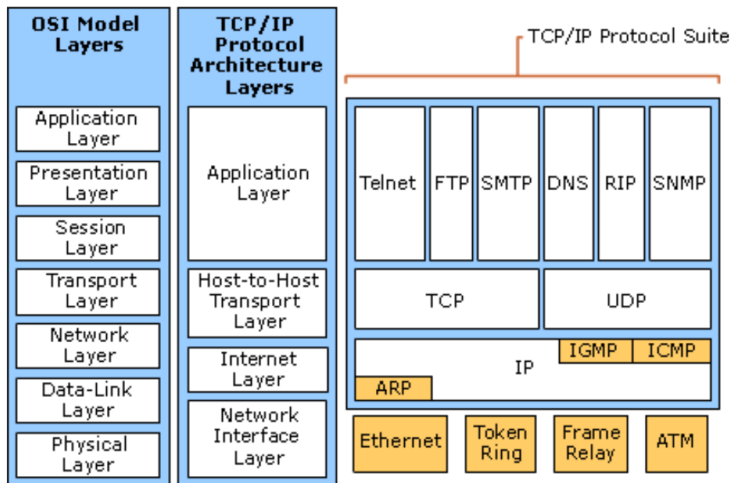 OSI Model
Layers
Application
Layer
Presentation
Layer
Session
Layer
Transport
Layer
Network
Layer
Data-Link
Layer
Physical
Layer
TCP/IP
Protocol
Architecture
Layers
Application
Layer
Host-to-Host
Transport
Layer
Internet
Layer
Network
Interface
Layer
TCP/IP Protocol Suite
Telnet
FTP
SMTP
DNS
RIP
SNMP
TCP
UDP
IP
IGMP
ICMP
ARP
Ethernet
Token
Ring
Frame
Relay
ATM